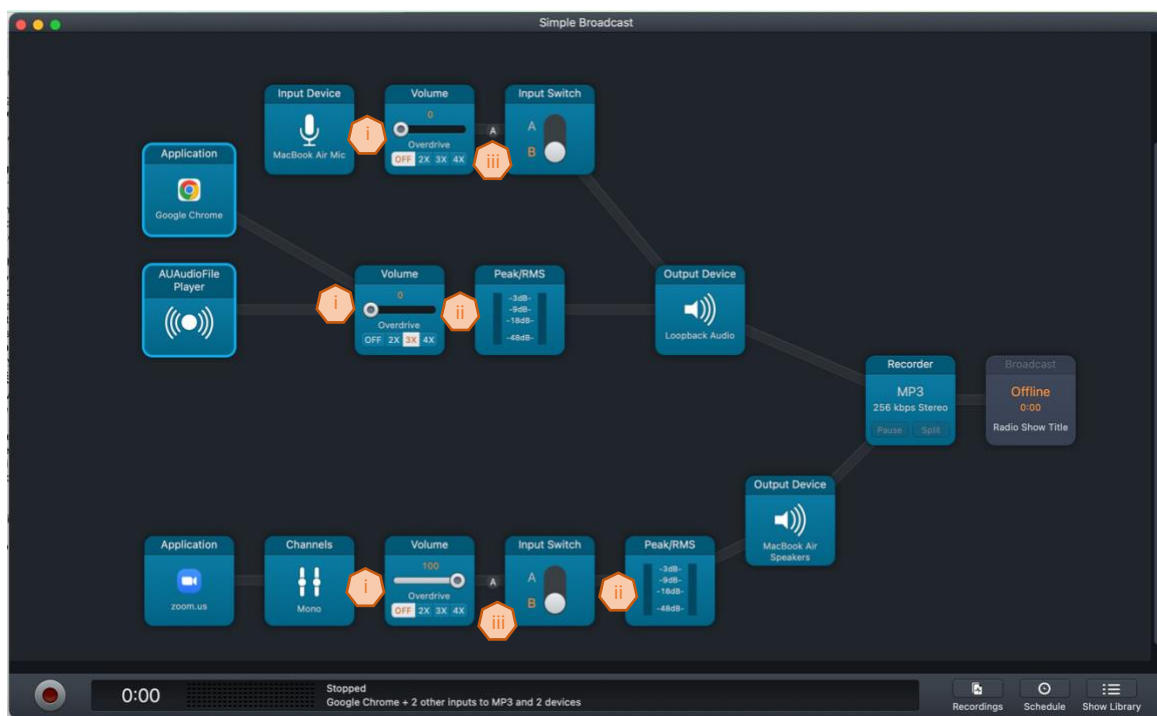 Simple Broadcast
Input Device
MacBook Air Mic
i
Volume
0
Overdrive
OFF 2X 3X 4X
A
iii
Input Switch
A
B
Application
Google Chrome
AUAudioFile
Player
i
Volume
0
Overdrive
OFF 2X 3X 4X
ii
Peak/RMS
-3dB-
-9dB-
-18dB-
-48dB-
Output Device
Loopback Audio
Recorder
MP3
256 kbps Stereo
Pause Split
Broadcast
Offline
0:00
Radio Show Title
Output Device
MacBook Air
Speakers
Application
zoom.us
Channels
Mono
i
Volume
100
Overdrive
OFF 2X 3X 4X
A
iii
Input Switch
A
B
ii
Peak/RMS
-3dB-
-9dB-
-18dB-
-48dB-
0:00
Stopped
Google Chrome + 2 other inputs to MP3 and 2 devices
Recordings
Schedule
Show Library